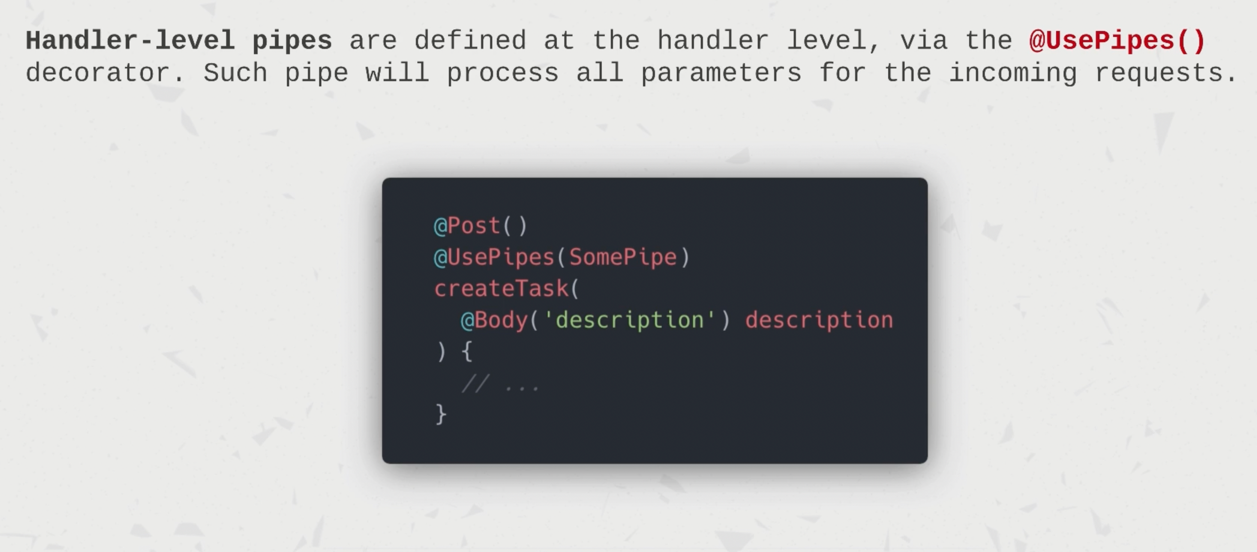 Handler-level pipes are defined at the handler level, via the @UsePipes()
decorator. Such pipe will process all parameters for the incoming requests.
@Post()
@UsePipes(SomePipe)
createTask(
  @Body('description') description
) {
  // ...
}